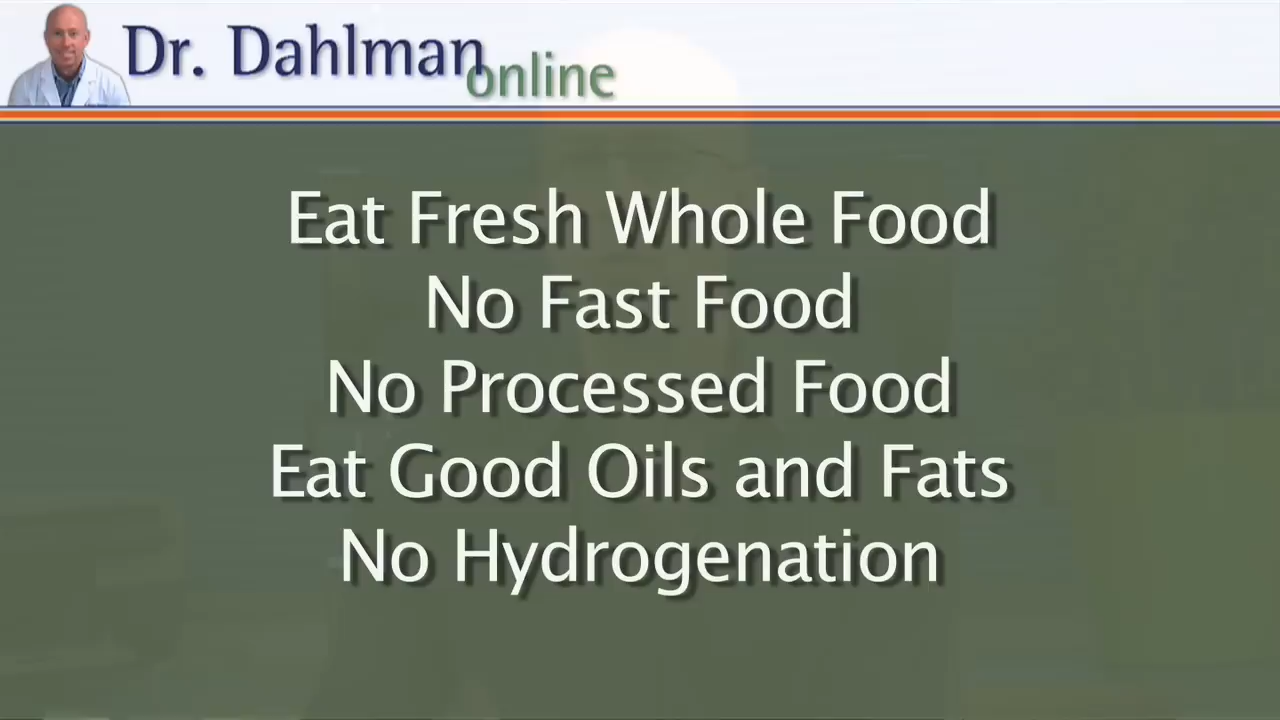 Dr. Dahlman online
Eat Fresh Whole Food
No Fast Food
No Processed Food
Eat Good Oils and Fats
No Hydrogenation